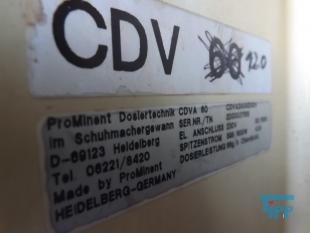 CDV 60 120
ProMinent Dosiertechnik CDVA 60
im Schuhmachergewann SER.NR./TN
D-69123 Heidelberg EL. ANSCHLUSS 230V
Tel. 06221/8420 SPITZENSTROM
Made by ProMinent DOSIERLEISTUNG
HEIDELBERG-GERMANY